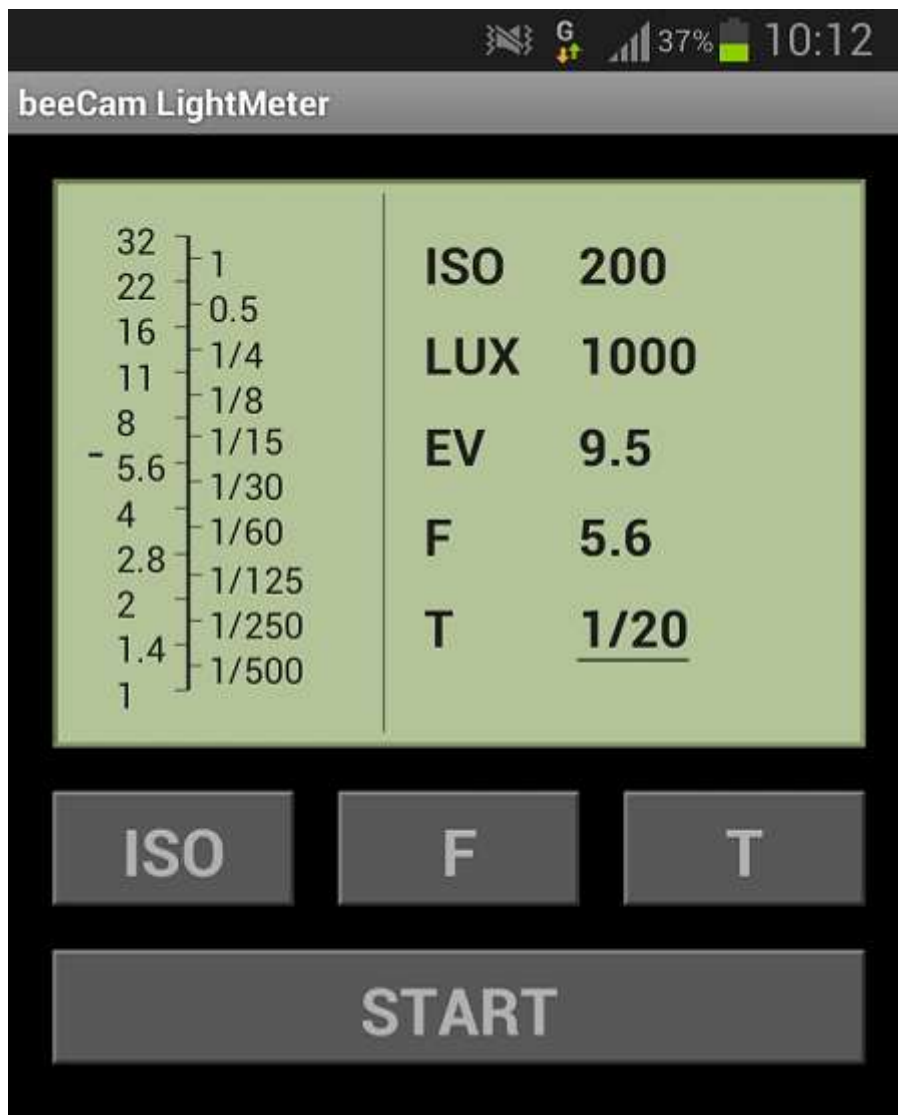 G 37% 10:12
beeCam LightMeter
32
1
22
0.5
16
1/4
11
1/8
8
1/15
- 5.6
1/30
4
1/60
2.8
1/125
2
1/250
1.4
1/500
1
ISO 200
LUX 1000
EV 9.5
F 5.6
T 1/20
ISO F T
START